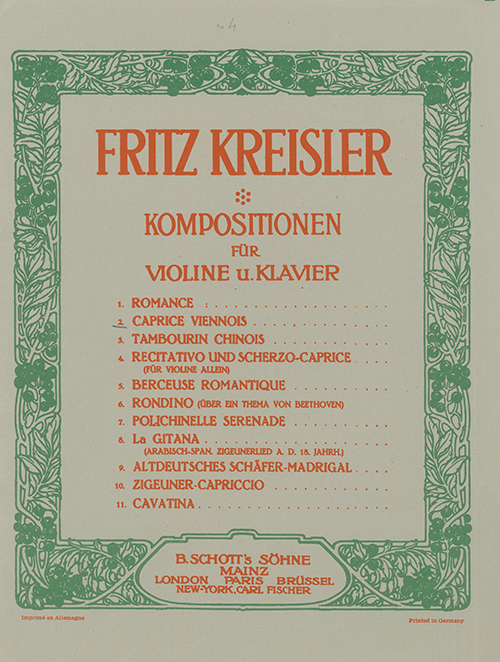 4
FRITZ KREISLER
KOMPOSITIONEN
FÜR
VIOLINE u. KLAVIER
1. ROMANCE : . . . . . . . . . . . . . . . . .
2. CAPRICE VIENNOIS . . . . . . . . . . . .
3. TAMBOURIN CHINOIS . . . . . . . . . . .
4. RECITATIVO UND SCHERZO-CAPRICE . . . .
(FÜR VIOLINE ALLEIN)
5. BERCEUSE ROMANTIQUE . . . . . . . . .
6. RONDINO (ÜBER EIN THEMA VON BEETHOVEN) . . . .
7. POLICHINELLE SERENADE . . . . . . . . .
8. La GITANA . . . . . . . . . . . . . . . . .
(ARABISCH-SPAN. ZIGEUNERLIED A. D. 18. JAHRH.)
9. ALTDEUTSCHES SCHÄFER-MADRIGAL . . . .
10. ZIGEUNER-CAPRICCIO . . . . . . . . . . .
11. CAVATINA . . . . . . . . . . . . . . . . . .
B. SCHOTT's SÖHNE
MAINZ
LONDON PARIS BRÜSSEL
NEW-YORK, CARL FISCHER
Imprimé en Allemagne
Printed in Germany